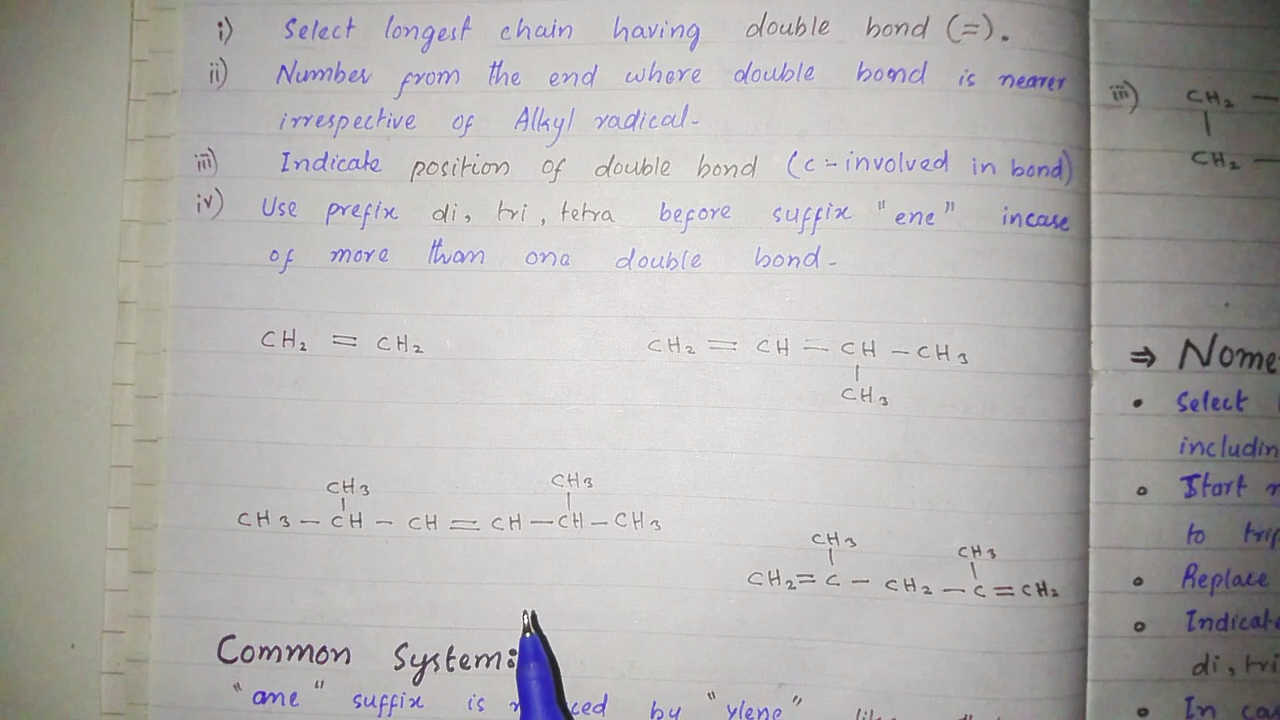 i) Select longest chain having double bond (=).
ii) Number from the end where double bond is nearer
irrespective of Alkyl radical.
iii) Indicate position of double bond (c-involved in bond)
iv) Use prefix di, tri, tetra before suffix "ene" incase
of more than one double bond.
CH₂ = CH₂
CH₂ = CH – CH – CH₃
|
CH₃
CH₃ CH₃
| |
CH₃ – CH – CH = CH – CH – CH₃
CH₃ CH₃
| |
CH₂ = C – CH₂ – C = CH₂
Common System:
"ane" suffix is by "ylene"
iii) CH₂ –
|
CH₂ –
⇒ Nome
• Select
includin
• Start
to trip
• Replace
• Indicat
di, tri
• In ca